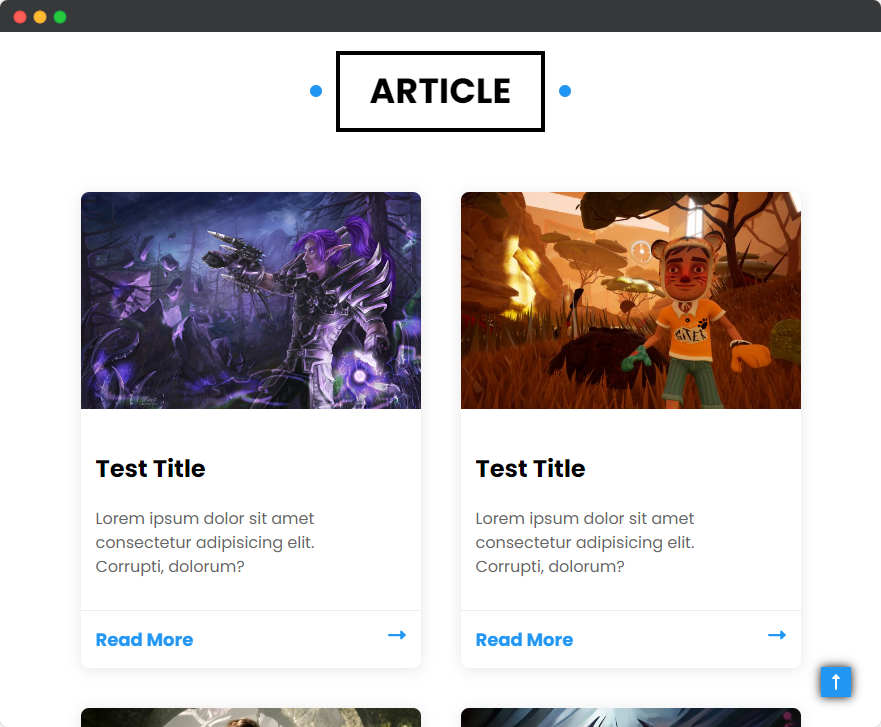 ARTICLE
Test Title
Lorem ipsum dolor sit amet
consectetur adipisicing elit.
Corrupti, dolorum?
Read More
Test Title
Lorem ipsum dolor sit amet
consectetur adipisicing elit.
Corrupti, dolorum?
Read More